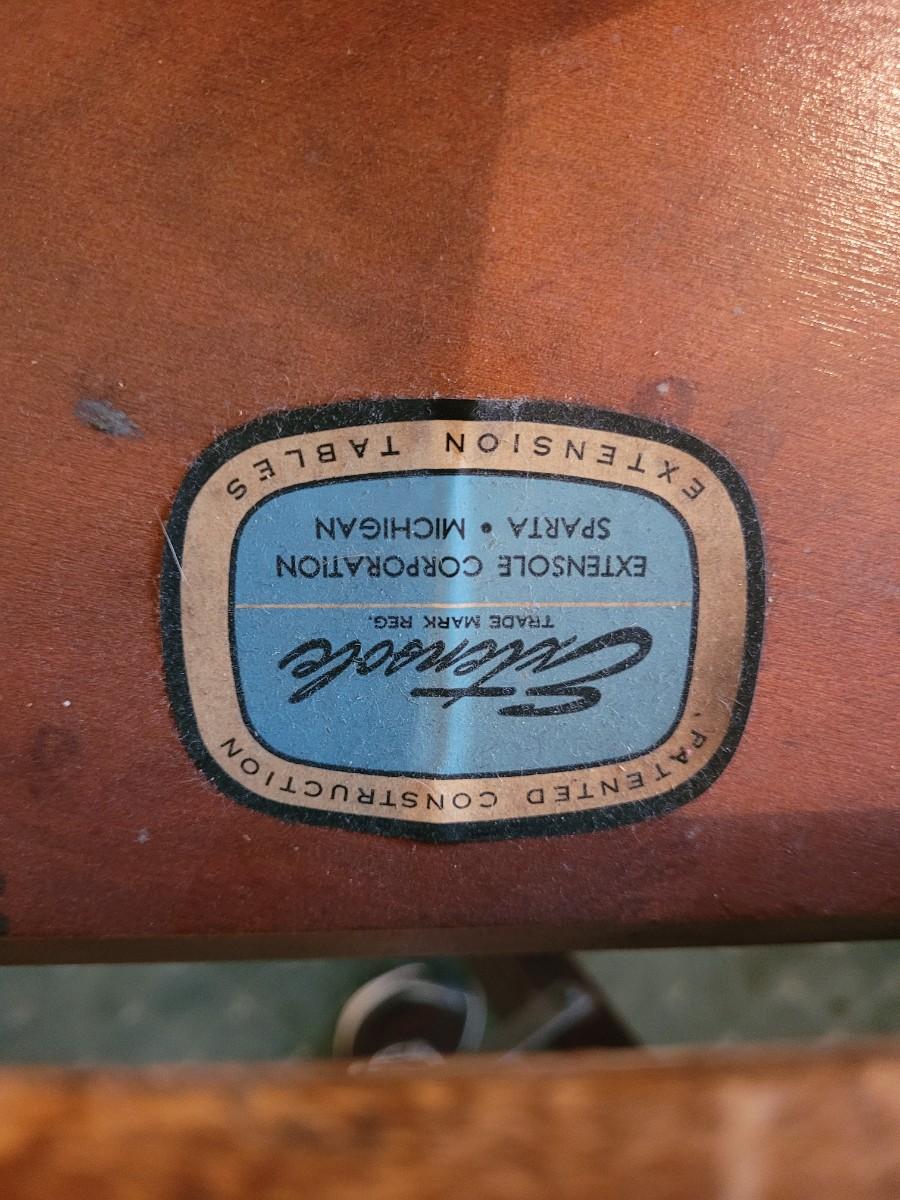 PATENTED CONSTRUCTION
Extensole
TRADE MARK REG.
EXTENSOLE CORPORATION
SPARTA • MICHIGAN
EXTENSION TABLES